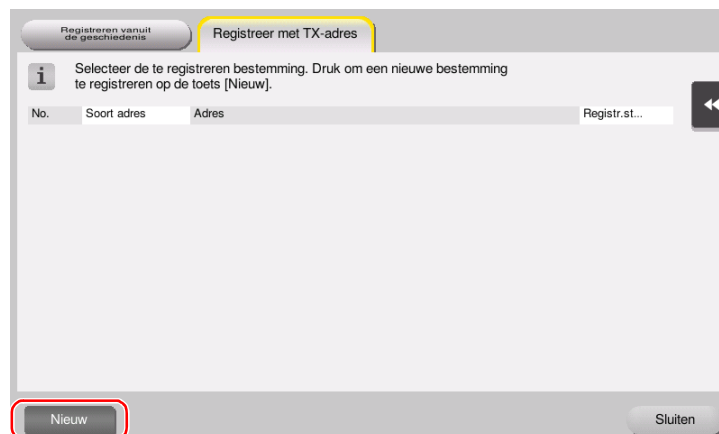 Registreren vanuit
de geschiedenis
Registreer met TX-adres
i
Selecteer de te registreren bestemming. Druk om een nieuwe bestemming
te registreren op de toets [Nieuw].
No. Soort adres Adres Registr.st...
Nieuw Sluiten